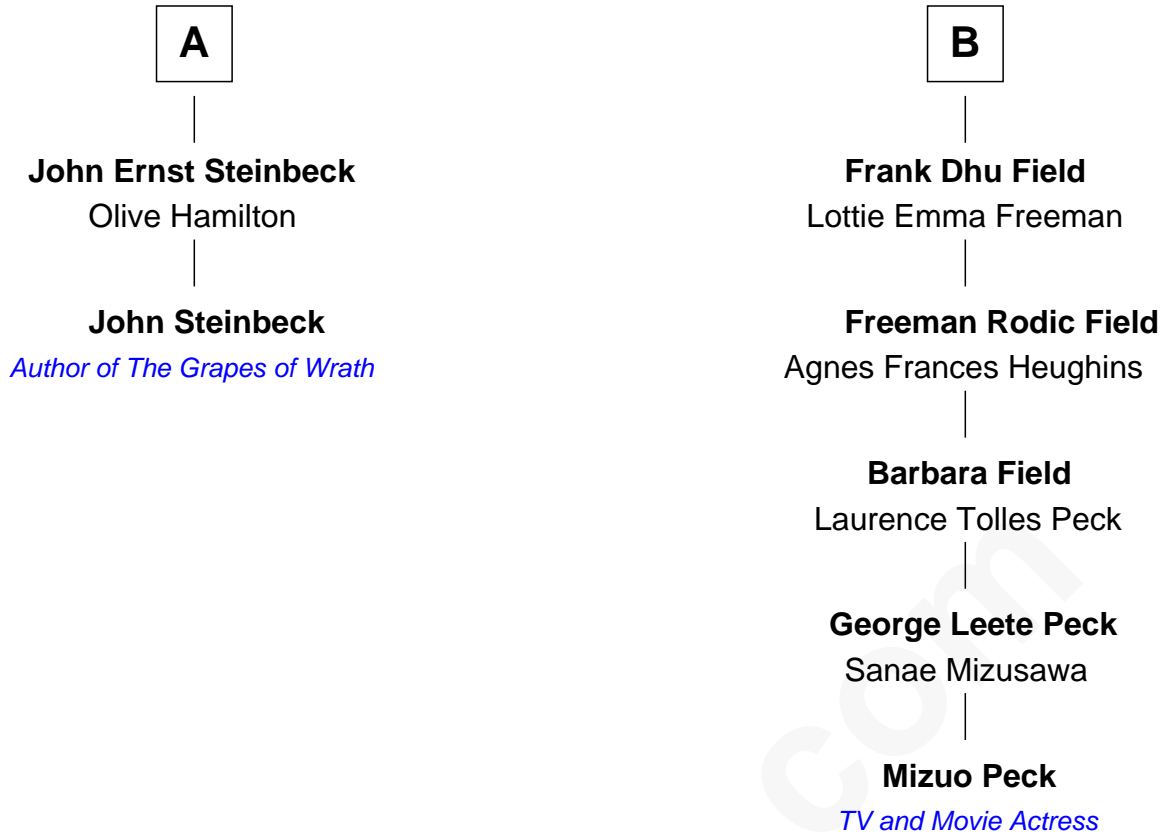 A
John Ernst Steinbeck
Olive Hamilton
John Steinbeck
Author of The Grapes of Wrath
B
Frank Dhu Field
Lottie Emma Freeman
Freeman Rodic Field
Agnes Frances Heughins
Barbara Field
Laurence Tolles Peck
George Leete Peck
Sanae Mizusawa
Mizuo Peck
TV and Movie Actress
com